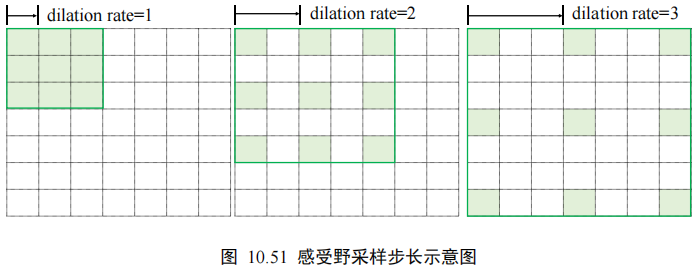 dilation rate=1
dilation rate=2
dilation rate=3
图 10.51 感受野采样步长示意图